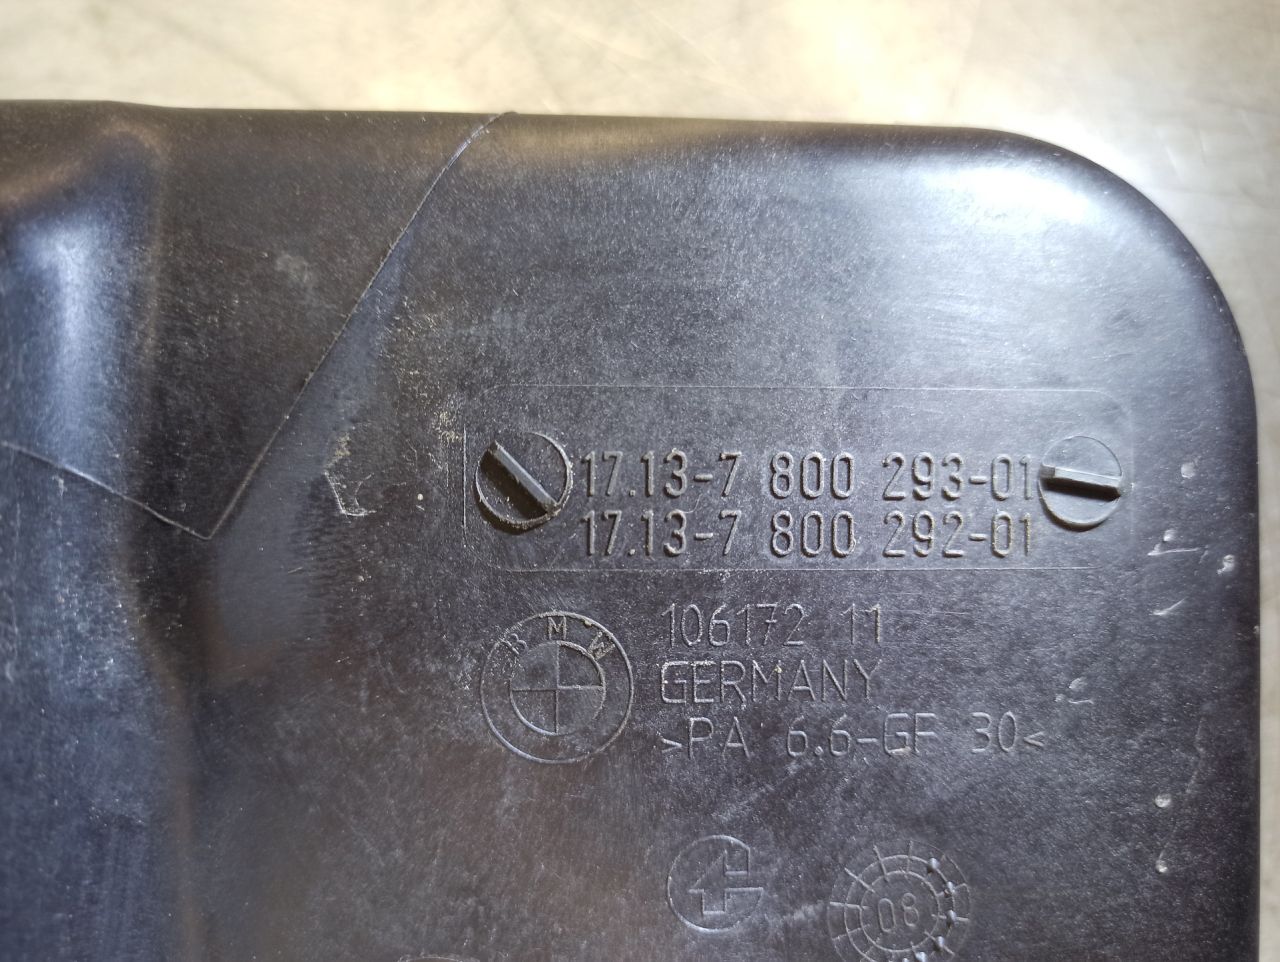 17.13-7 800 293-01
17.13-7 800 292-01
BMW
106172 11
GERMANY
>PA 6.6-GF 30<
08